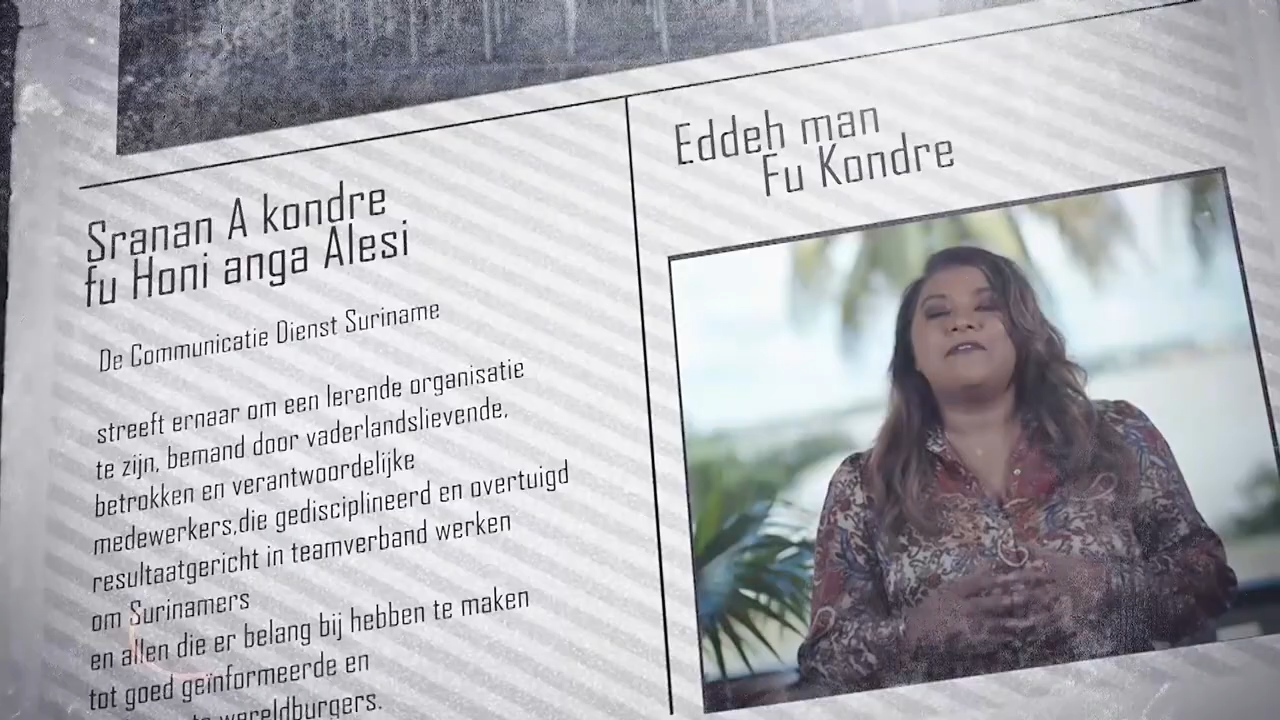 Sranan A kondre
fu Honi anga Alesi
De Communicatie Dienst Suriname
streeft ernaar om een lerende organisatie
te zijn, bemand door vaderlandslievende,
betrokken en verantwoordelijke
medewerkers,die gedisciplineerd en overtuigd
resultaatgericht in teamverband werken
om Surinamers
en allen die er belang bij hebben te maken
tot goed geïnformeerde en
wereldburgers.
Eddeh man
Fu Kondre